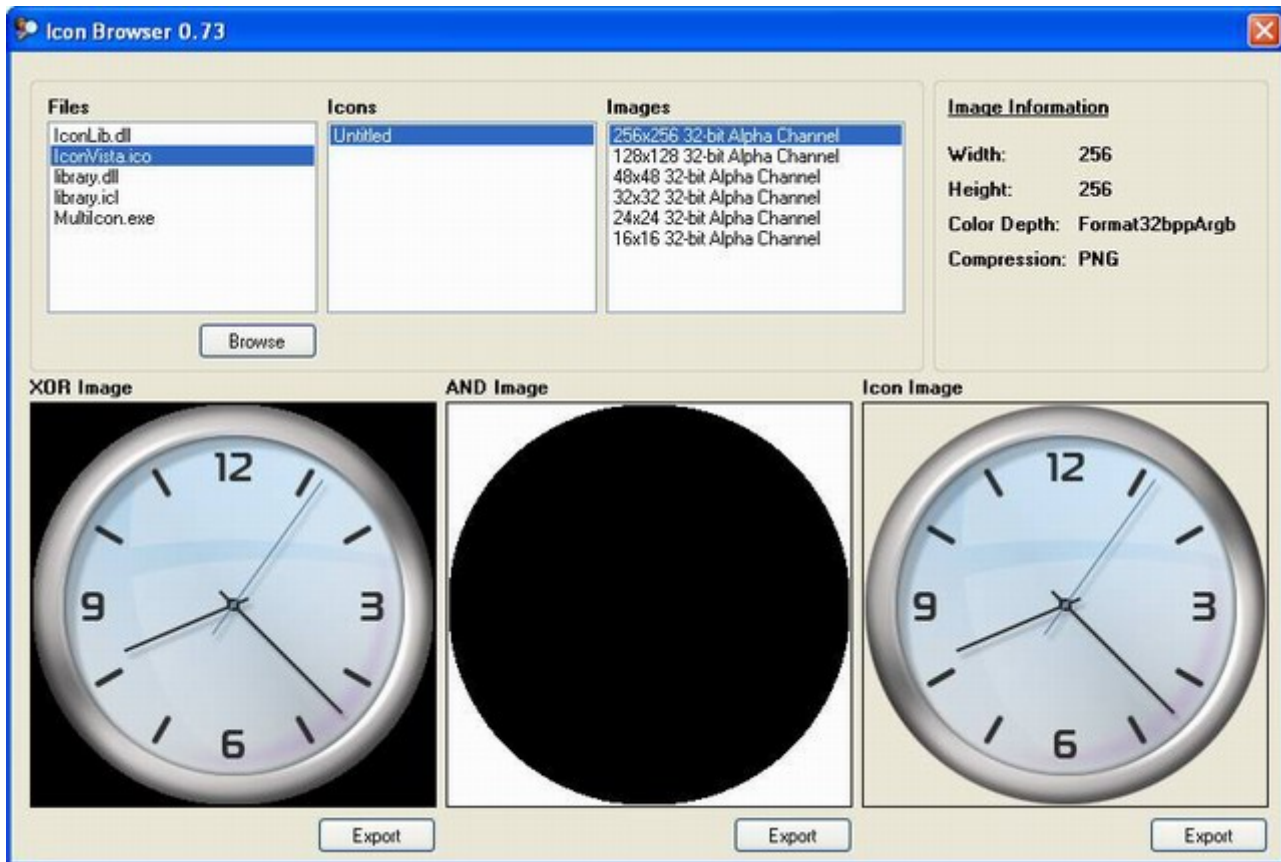 Icon Browser 0.73
Files
IconLib.dll
IconVista.ico
library.dll
library.icl
MultiIcon.exe
Browse
Icons
Untitled
Images
256x256 32-bit Alpha Channel
128x128 32-bit Alpha Channel
48x48 32-bit Alpha Channel
32x32 32-bit Alpha Channel
24x24 32-bit Alpha Channel
16x16 32-bit Alpha Channel
Image Information
Width: 256
Height: 256
Color Depth: Format32bppArgb
Compression: PNG
XOR Image
12
9 3
6
Export
AND Image
Export
Icon Image
12
9 3
6
Export